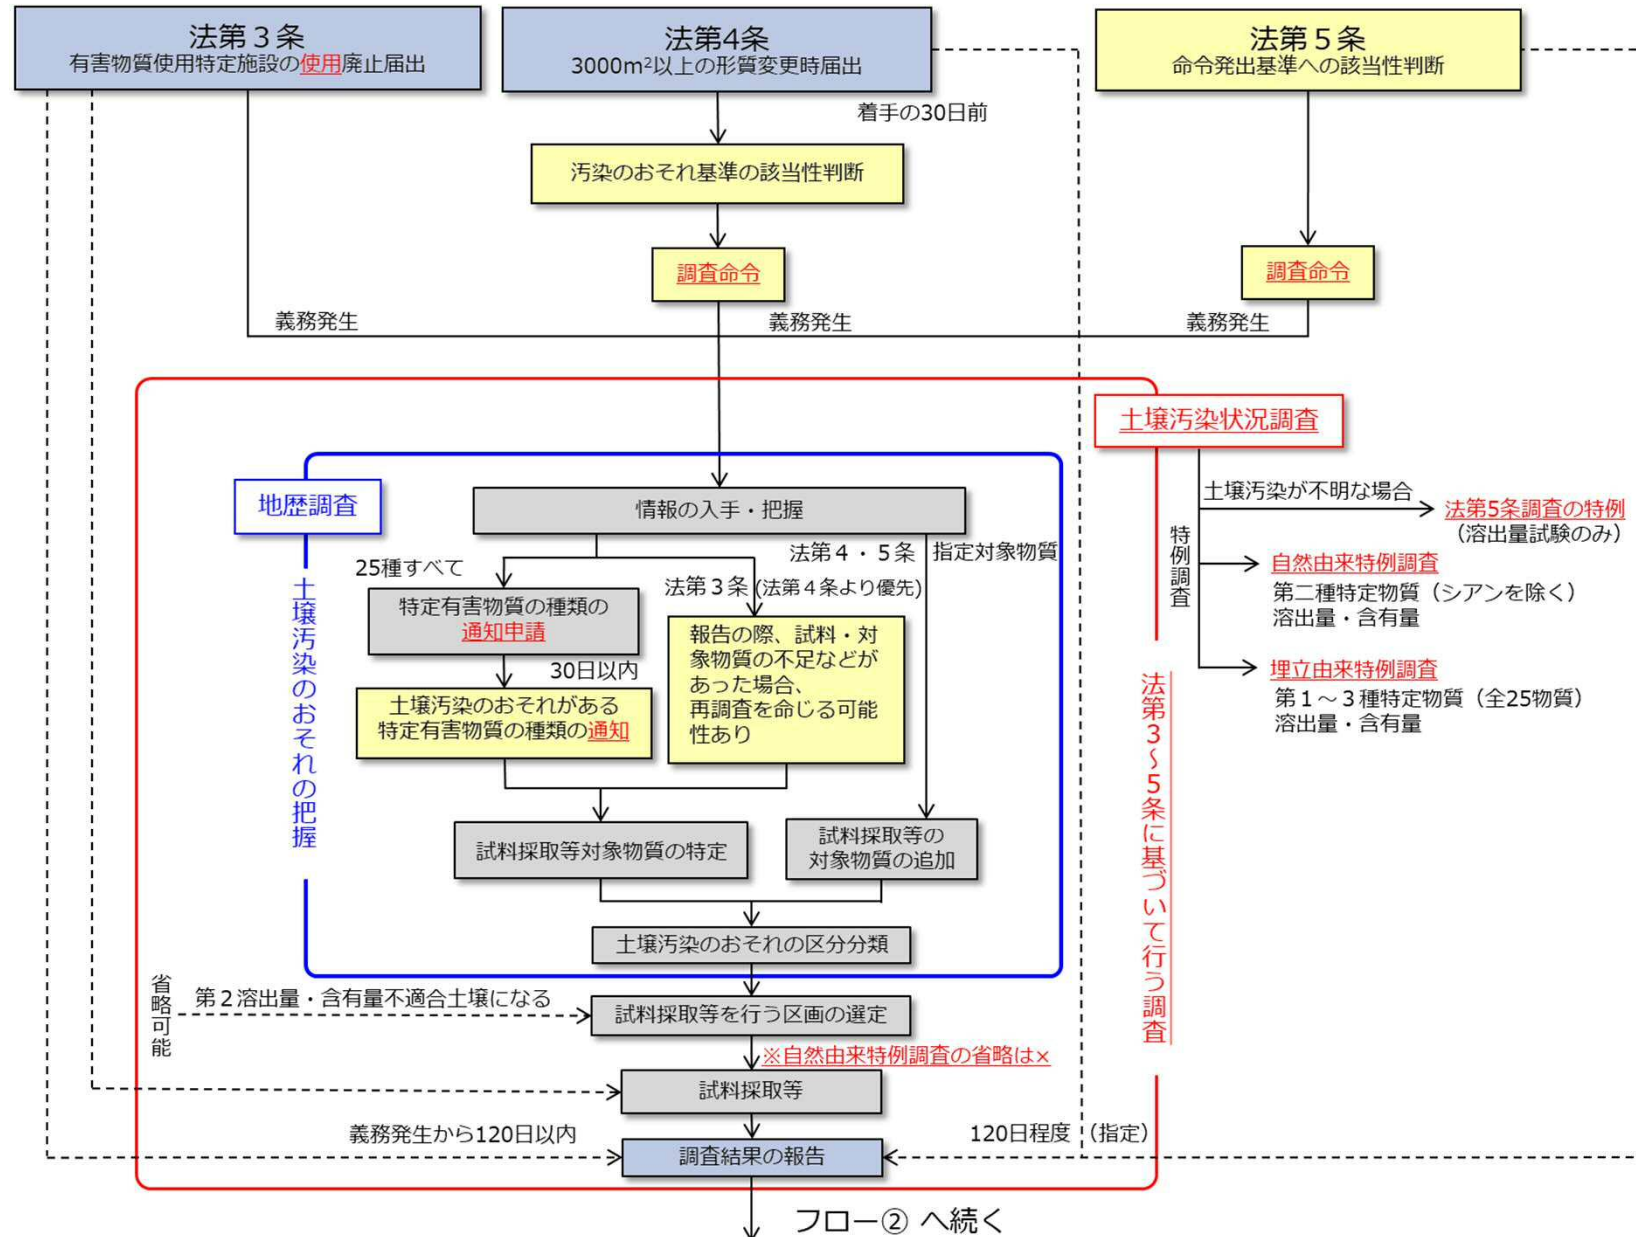 法第３条
有害物質使用特定施設の使用廃止届出
法第4条
3000m²以上の形質変更時届出
法第５条
命令発出基準への該当性判断
着手の30日前
汚染のおそれ基準の該当性判断
調査命令
調査命令
義務発生
義務発生
義務発生
土壌汚染状況調査
地歴調査
情報の入手・把握
土壌汚染が不明な場合
法第5条調査の特例
（溶出量試験のみ）
特例調査
自然由来特例調査
第二種特定物質（シアンを除く）
溶出量・含有量
埋立由来特例調査
第１～３種特定物質（全25物質）
溶出量・含有量
法第４・５条
指定対象物質
25種すべて
法第３条 (法第４条より優先)
特定有害物質の種類の
通知申請
30日以内
土壌汚染のおそれがある
特定有害物質の種類の通知
報告の際、試料・対
象物質の不足などが
あった場合、
再調査を命じる可能
性あり
土壌汚染のおそれの把握
法第３～５条に基づいて行う調査
試料採取等対象物質の特定
試料採取等の
対象物質の追加
土壌汚染のおそれの区分分類
省略可能
第２溶出量・含有量不適合土壌になる
試料採取等を行う区画の選定
※自然由来特例調査の省略は×
試料採取等
義務発生から120日以内
120日程度（指定）
調査結果の報告
フロー② へ続く